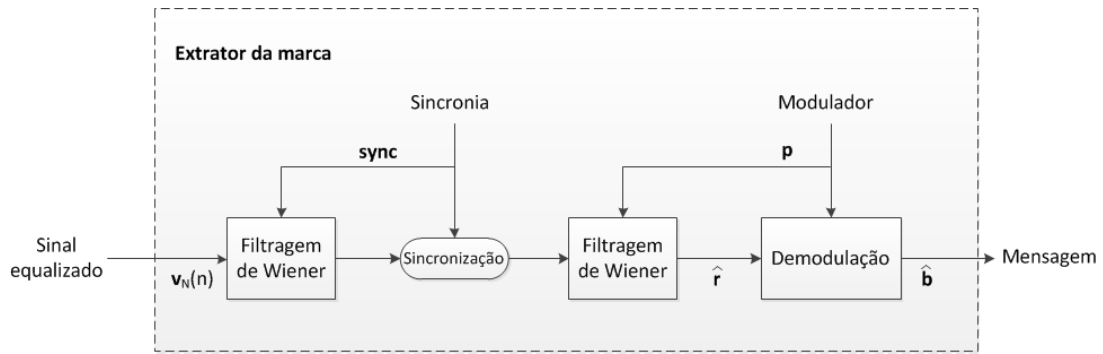 Extrator da marca
Sincronia
Modulador
sync
p
Sinal
equalizado
v_N(n)
Filtragem
de Wiener
Sincronização
Filtragem
de Wiener
r̂
Demodulação
b̂
Mensagem